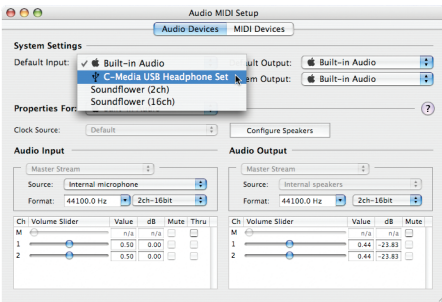 Audio MIDI Setup
Audio Devices MIDI Devices
System Settings
Default Input: ✓ Built-in Audio
C-Media USB Headphone Set
Soundflower (2ch)
Soundflower (16ch)
Output: Built-in Audio
Output: Built-in Audio
Properties For: ?
Clock Source: Default Configure Speakers
Audio Input Audio Output
Master Stream Master Stream
Source: Internal microphone Source: Internal speakers
Format: 44100.0 Hz 2ch-16bit Format: 44100.0 Hz 2ch-16bit
Ch Volume Slider Value dB Mute Thru Ch Volume Slider Value dB Mute
M n/a n/a M n/a n/a
1 0.50 0.00 1 0.44 -23.83
2 0.50 0.00 2 0.44 -23.83